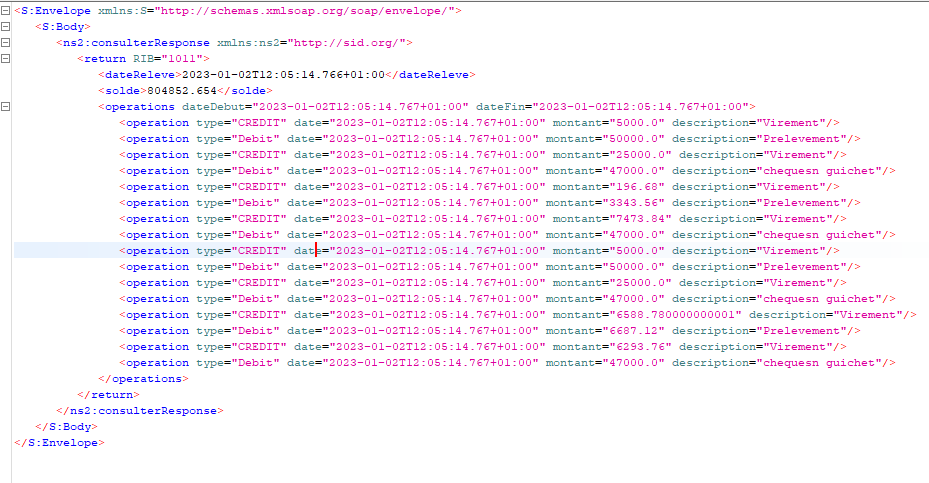 <S:Envelope xmlns:S="http://schemas.xmlsoap.org/soap/envelope/">
<S:Body>
<ns2:consulterResponse xmlns:ns2="http://sid.org/">
<return RIB="1011">
<dateReleve>2023-01-02T12:05:14.766+01:00</dateReleve>
<solde>804852.654</solde>
<operations dateDebut="2023-01-02T12:05:14.767+01:00" dateFin="2023-01-02T12:05:14.767+01:00">
<operation type="CREDIT" date="2023-01-02T12:05:14.767+01:00" montant="5000.0" description="Virement"/>
<operation type="Debit" date="2023-01-02T12:05:14.767+01:00" montant="50000.0" description="Prelevement"/>
<operation type="CREDIT" date="2023-01-02T12:05:14.767+01:00" montant="25000.0" description="Virement"/>
<operation type="Debit" date="2023-01-02T12:05:14.767+01:00" montant="47000.0" description="chequesn guichet"/>
<operation type="CREDIT" date="2023-01-02T12:05:14.767+01:00" montant="196.68" description="Virement"/>
<operation type="Debit" date="2023-01-02T12:05:14.767+01:00" montant="3343.56" description="Prelevement"/>
<operation type="CREDIT" date="2023-01-02T12:05:14.767+01:00" montant="7473.84" description="Virement"/>
<operation type="Debit" date="2023-01-02T12:05:14.767+01:00" montant="47000.0" description="chequesn guichet"/>
<operation type="CREDIT" date="2023-01-02T12:05:14.767+01:00" montant="5000.0" description="Virement"/>
<operation type="Debit" date="2023-01-02T12:05:14.767+01:00" montant="50000.0" description="Prelevement"/>
<operation type="CREDIT" date="2023-01-02T12:05:14.767+01:00" montant="25000.0" description="Virement"/>
<operation type="Debit" date="2023-01-02T12:05:14.767+01:00" montant="47000.0" description="chequesn guichet"/>
<operation type="CREDIT" date="2023-01-02T12:05:14.767+01:00" montant="6588.780000000001" description="Virement"/>
<operation type="Debit" date="2023-01-02T12:05:14.767+01:00" montant="6687.12" description="Prelevement"/>
<operation type="CREDIT" date="2023-01-02T12:05:14.767+01:00" montant="6293.76" description="Virement"/>
<operation type="Debit" date="2023-01-02T12:05:14.767+01:00" montant="47000.0" description="chequesn guichet"/>
</operations>
</return>
</ns2:consulterResponse>
</S:Body>
</S:Envelope>